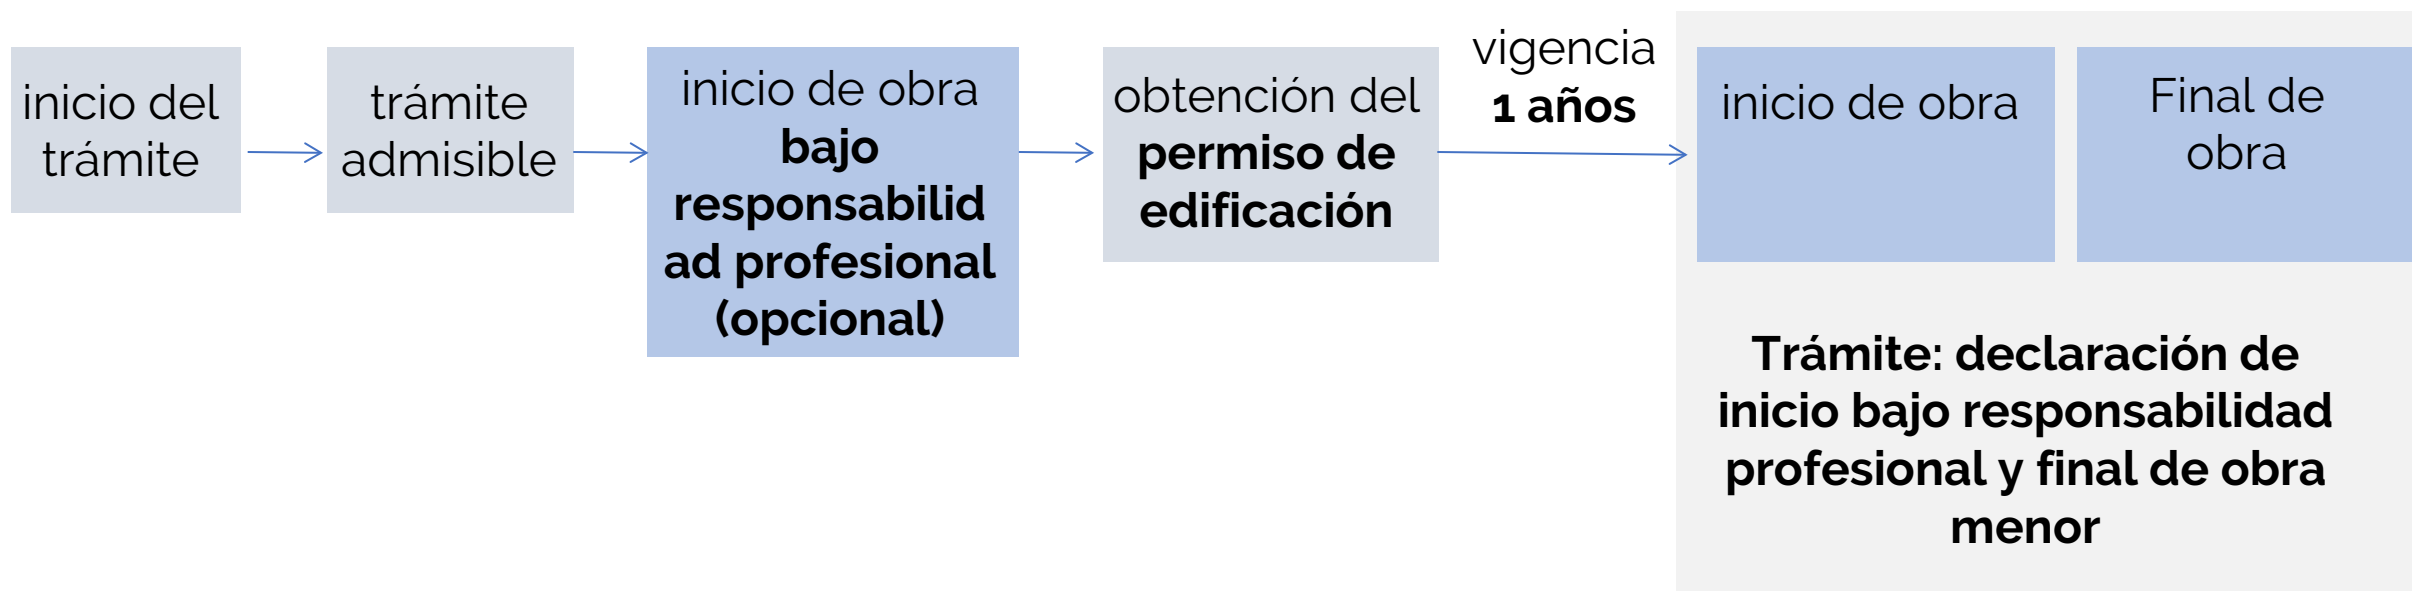 inicio del
trámite
trámite
admisible
inicio de obra
bajo
responsabilid
ad profesional
(opcional)
obtención del
permiso de
edificación
vigencia
1 años
inicio de obra
Final de
obra
Trámite: declaración de
inicio bajo responsabilidad
profesional y final de obra
menor